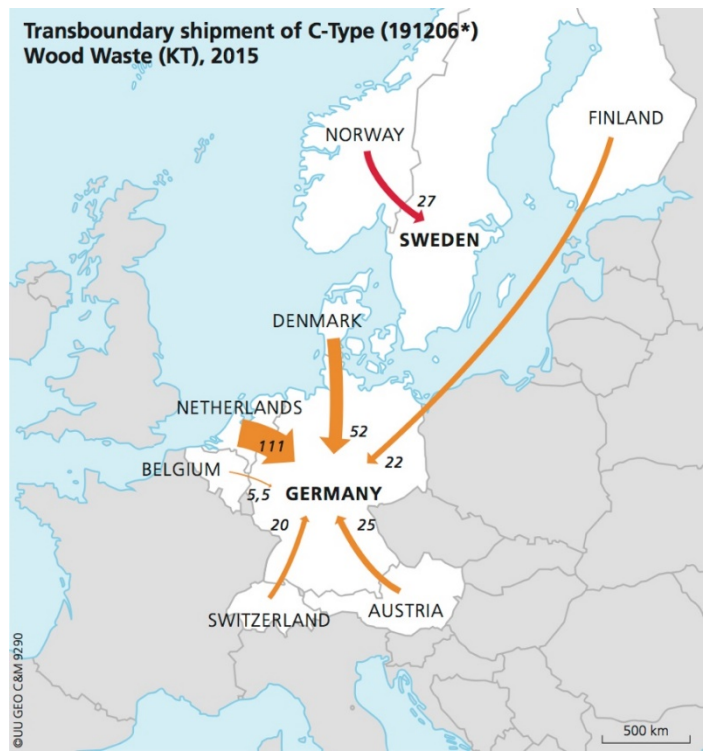 Transboundary shipment of C-Type (191206*)
Wood Waste (KT), 2015
FINLAND
NORWAY
27
SWEDEN
DENMARK
NETHERLANDS
52
111
22
BELGIUM
5,5
GERMANY
20
25
SWITZERLAND
AUSTRIA
500 km
©UU GEO C&M 9290